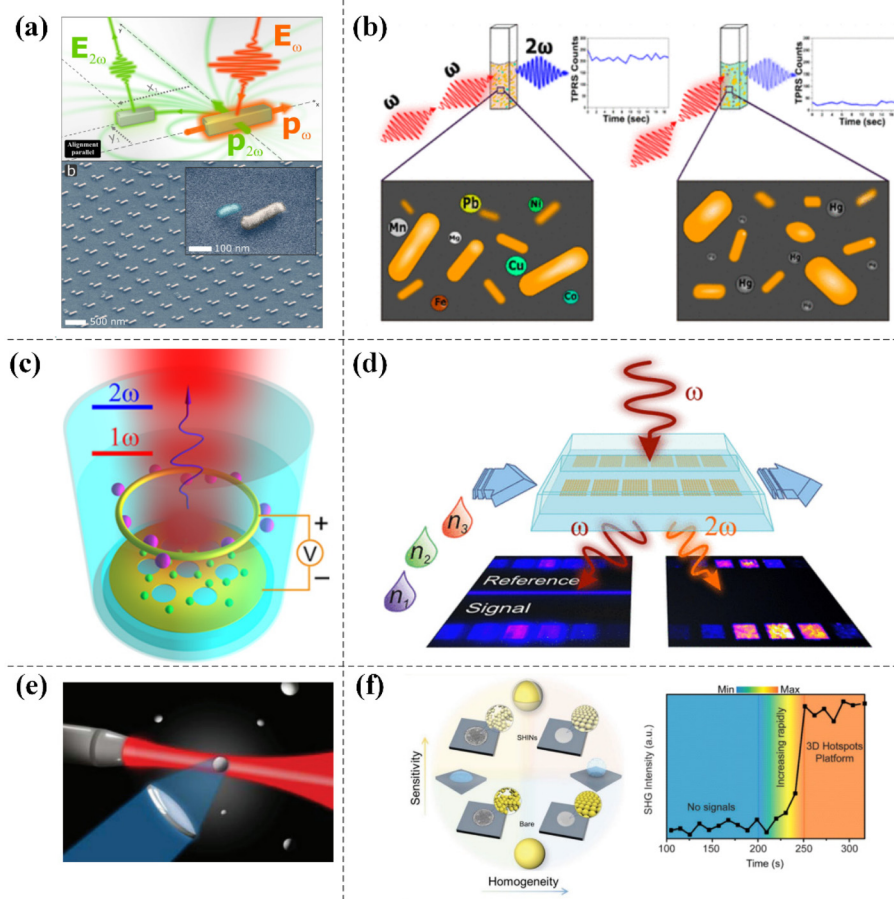 (a)
E2ω
Eω
x1
x
y1
pω
p2ω
Alignment
parallel
b
100 nm
500 nm
(b)
ω
ω
2ω
TPRS Counts
Time (sec)
TPRS Counts
Time (sec)
Pb
Ni
Mn
Mg
Cu
Fe
Co
Hg
Hg
Hg
Hg
(c)
2ω
1ω
+
V
−
(d)
ω
n3
n2
n1
ω
2ω
Reference
Signal
(e)
(f)
Sensitivity
SHINs
Bare
Homogeneity
Min
Max
SHG Intensity (a.u.)
No signals
Increasing rapidly
3D Hotspots
Platform
100 150 200 250 300
Time (s)